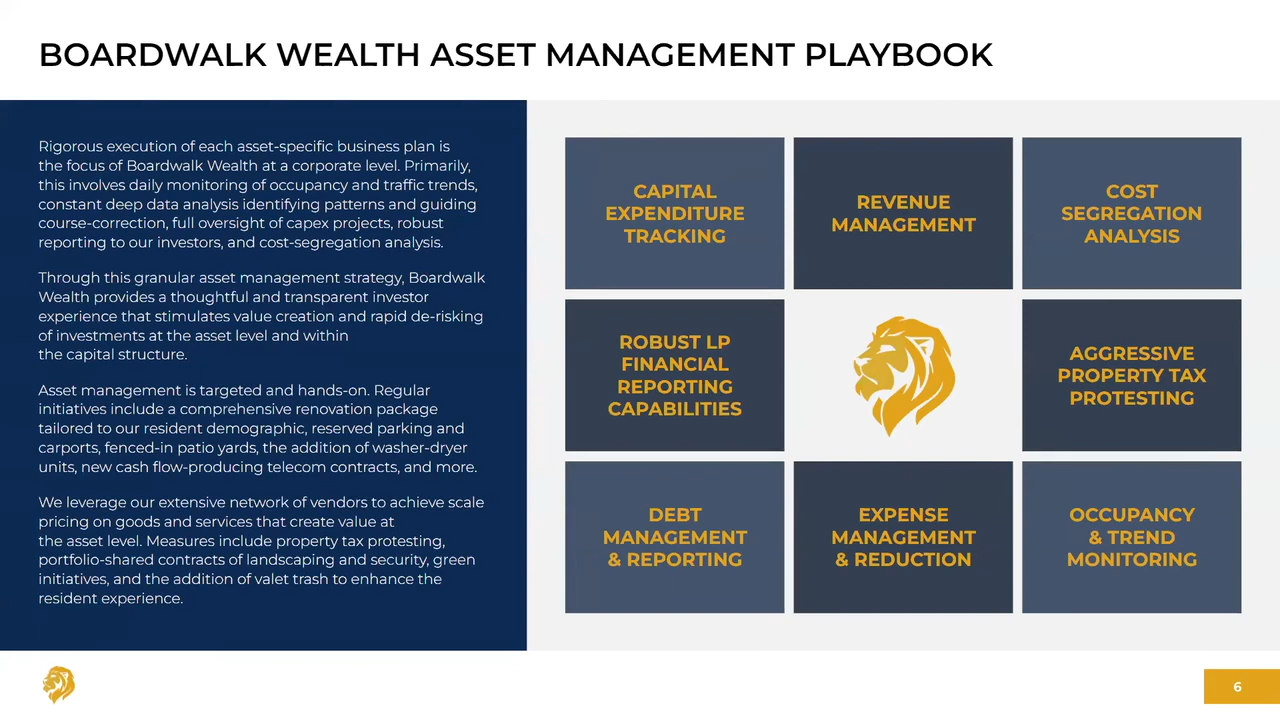 BOARDWALK WEALTH ASSET MANAGEMENT PLAYBOOK
Rigorous execution of each asset-specific business plan is
the focus of Boardwalk Wealth at a corporate level. Primarily,
this involves daily monitoring of occupancy and traffic trends,
constant deep data analysis identifying patterns and guiding
course-correction, full oversight of capex projects, robust
reporting to our investors, and cost-segregation analysis.
Through this granular asset management strategy, Boardwalk
Wealth provides a thoughtful and transparent investor
experience that stimulates value creation and rapid de-risking
of investments at the asset level and within
the capital structure.
Asset management is targeted and hands-on. Regular
initiatives include a comprehensive renovation package
tailored to our resident demographic, reserved parking and
carports, fenced-in patio yards, the addition of washer-dryer
units, new cash flow-producing telecom contracts, and more.
We leverage our extensive network of vendors to achieve scale
pricing on goods and services that create value at
the asset level. Measures include property tax protesting,
portfolio-shared contracts of landscaping and security, green
initiatives, and the addition of valet trash to enhance the
resident experience.
CAPITAL
EXPENDITURE
TRACKING
REVENUE
MANAGEMENT
COST
SEGREGATION
ANALYSIS
ROBUST LP
FINANCIAL
REPORTING
CAPABILITIES
AGGRESSIVE
PROPERTY TAX
PROTESTING
DEBT
MANAGEMENT
& REPORTING
EXPENSE
MANAGEMENT
& REDUCTION
OCCUPANCY
& TREND
MONITORING
6